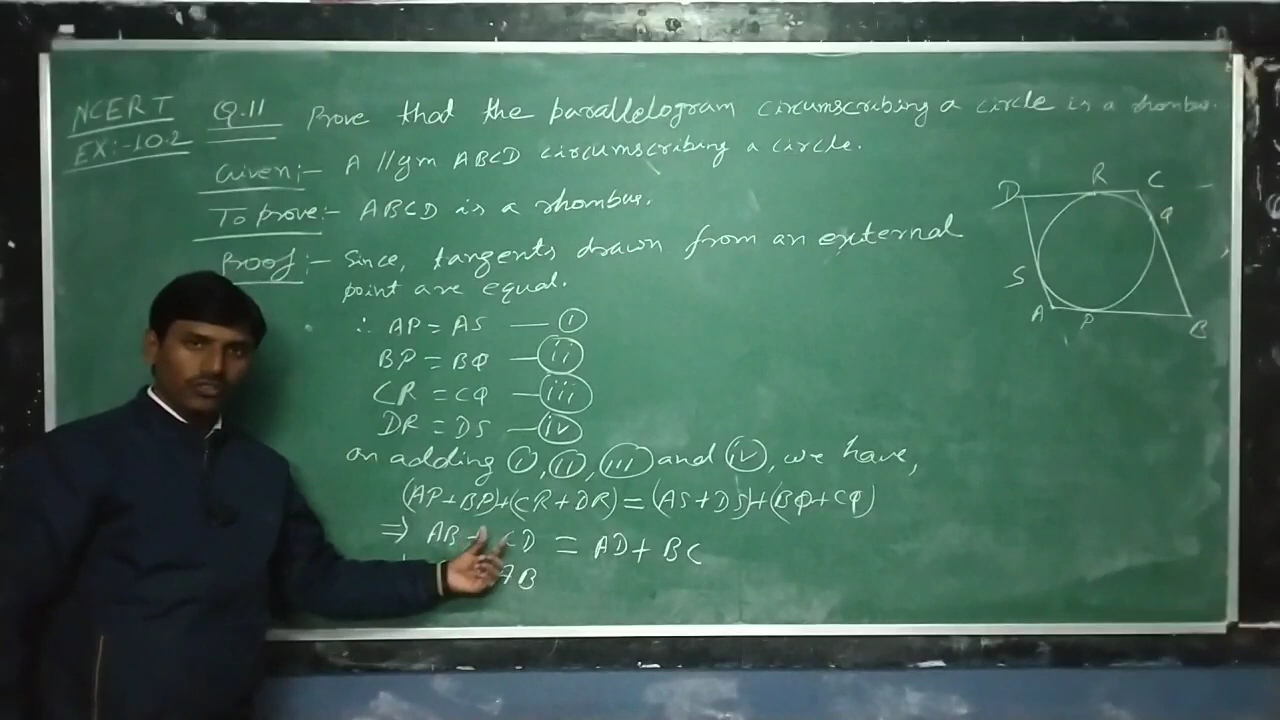 NCERT
EX:-10.2
Q.11 Prove that the parallelogram circumscribing a circle is a rhombus.
Given:- A //gm ABCD circumscribing a circle.
To prove:- ABCD is a rhombus.
Proof:- Since, tangents drawn from an external
point are equal.
∴ AP = AS — (i)
BP = BQ — (ii)
CR = CQ — (iii)
DR = DS — (iv)
on adding (i), (ii), (iii) and (iv), we have,
(AP+BP)+(CR+DR) = (AS+DS)+(BQ+CQ)
⇒ AB + CD = AD + BC
AB
D R C
Q
S
A P B